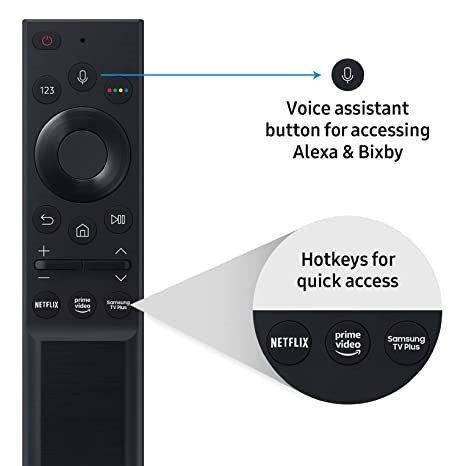 123
Voice assistant
button for accessing
Alexa & Bixby
+
−
NETFLIX
prime
video
Samsung
TV Plus
Hotkeys for
quick access
NETFLIX
prime
video
Samsung
TV Plus